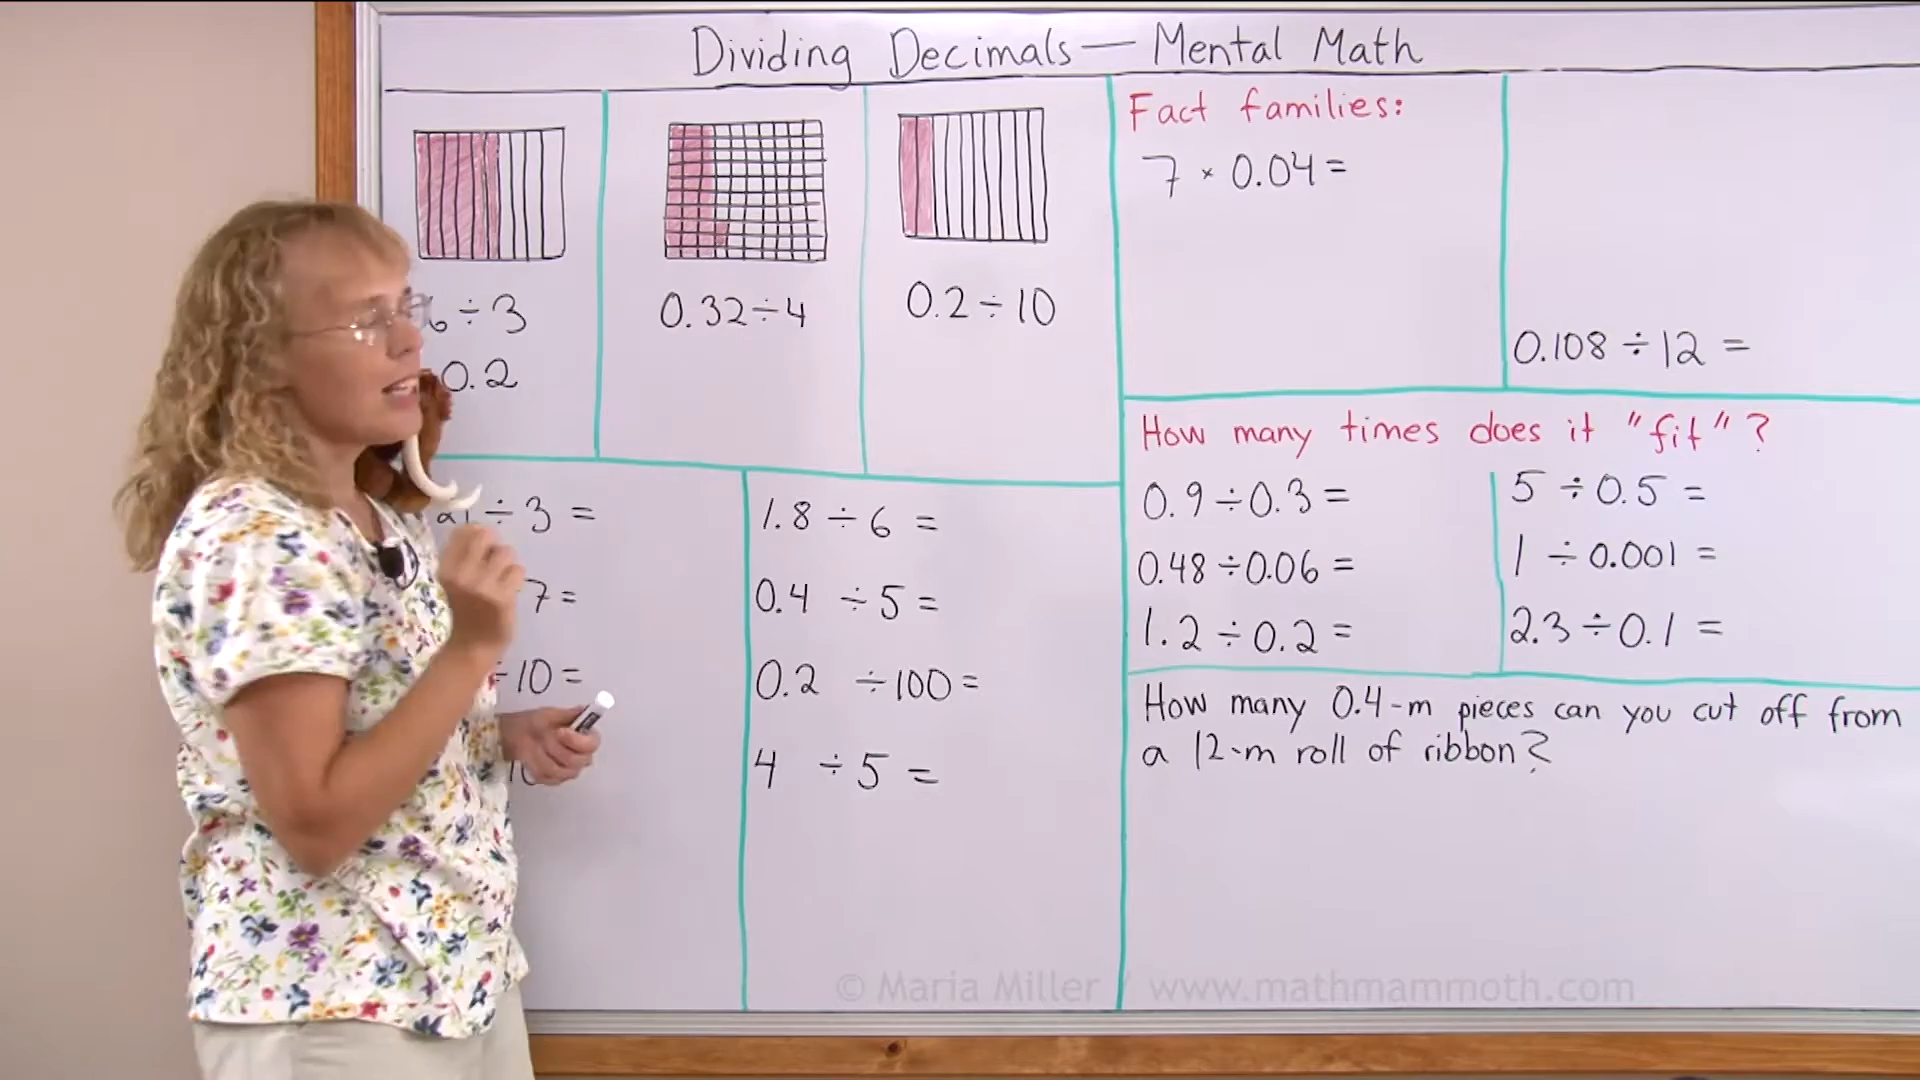 Dividing Decimals — Mental Math
6 ÷ 3
0.2
0.32 ÷ 4
0.2 ÷ 10
Fact families:
7 × 0.04 =
0.108 ÷ 12 =
÷ 3 =
7 =
÷ 10 =
1.8 ÷ 6 =
0.4 ÷ 5 =
0.2 ÷ 100 =
4 ÷ 5 =
How many times does it "fit"?
0.9 ÷ 0.3 =
0.48 ÷ 0.06 =
1.2 ÷ 0.2 =
5 ÷ 0.5 =
1 ÷ 0.001 =
2.3 ÷ 0.1 =
How many 0.4-m pieces can you cut off from
a 12-m roll of ribbon?
© Maria Miller / www.mathmammoth.com